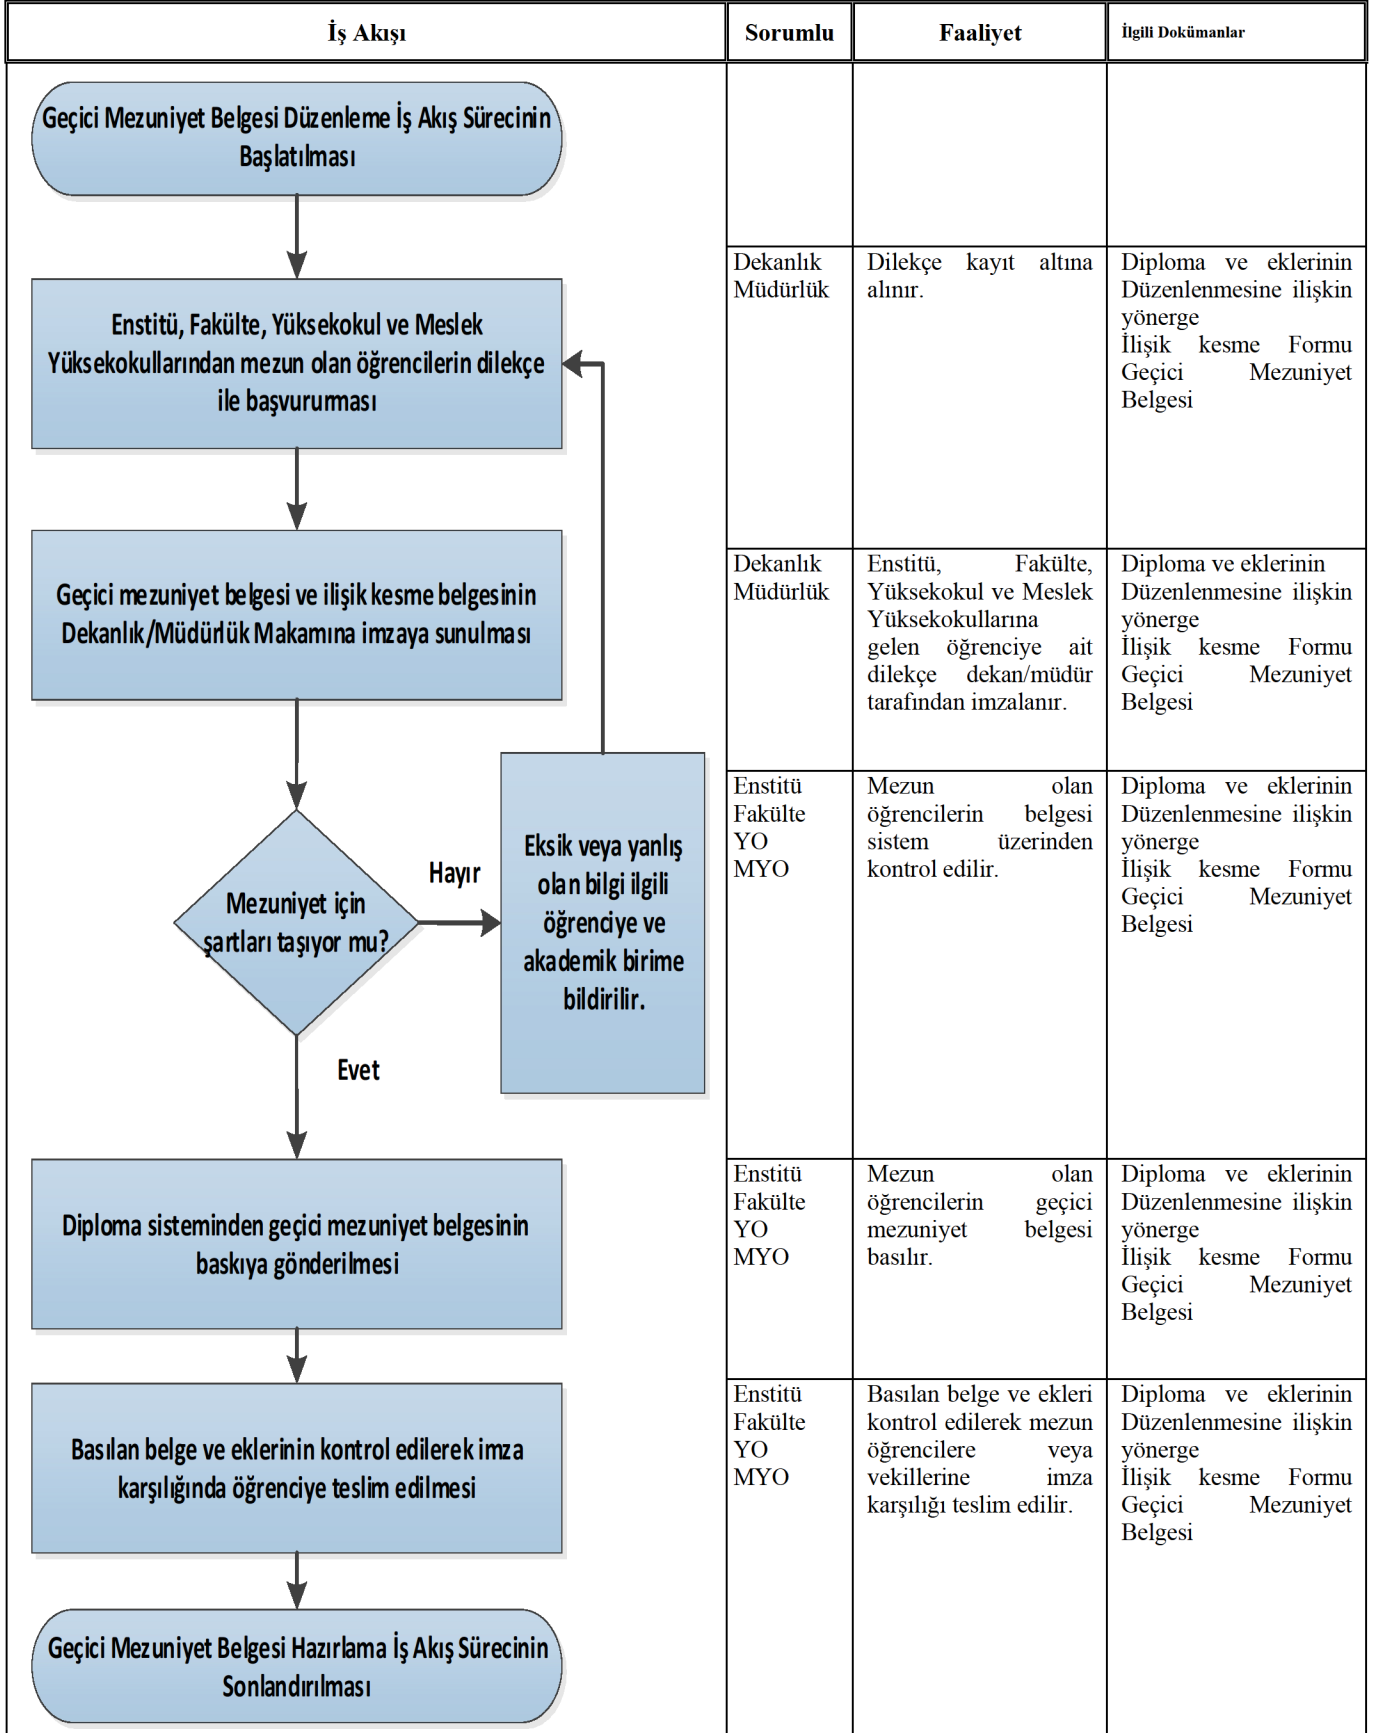 İş Akışı
Sorumlu
Faaliyet
İlgili Dokümanlar
Geçici Mezuniyet Belgesi Düzenleme İş Akış Sürecinin
Başlatılması
Enstitü, Fakülte, Yüksekokul ve Meslek
Yüksekokullarından mezun olan öğrencilerin dilekçe
ile başvururması
Dekanlık
Müdürlük
Dilekçe kayıt altına
alınır.
Diploma ve eklerinin
Düzenlenmesine ilişkin
yönerge
İlişik kesme Formu
Geçici Mezuniyet
Belgesi
Geçici mezuniyet belgesi ve ilişik kesme belgesinin
Dekanlık/Müdürlük Makamına imzaya sunulması
Dekanlık
Müdürlük
Enstitü, Fakülte,
Yüksekokul ve Meslek
Yüksekokullarına
gelen öğrenciye ait
dilekçe dekan/müdür
tarafından imzalanır.
Diploma ve eklerinin
Düzenlenmesine ilişkin
yönerge
İlişik kesme Formu
Geçici Mezuniyet
Belgesi
Mezuniyet için
şartları taşıyor mu?
Hayır
Eksik veya yanlış
olan bilgi ilgili
öğrenciye ve
akademik birime
bildirilir.
Evet
Enstitü
Fakülte
YO
MYO
Mezun olan
öğrencilerin belgesi
sistem üzerinden
kontrol edilir.
Diploma ve eklerinin
Düzenlenmesine ilişkin
yönerge
İlişik kesme Formu
Geçici Mezuniyet
Belgesi
Diploma sisteminden geçici mezuniyet belgesinin
baskıya gönderilmesi
Enstitü
Fakülte
YO
MYO
Mezun olan
öğrencilerin geçici
mezuniyet belgesi
basılır.
Diploma ve eklerinin
Düzenlenmesine ilişkin
yönerge
İlişik kesme Formu
Geçici Mezuniyet
Belgesi
Basılan belge ve eklerinin kontrol edilerek imza
karşılığında öğrenciye teslim edilmesi
Enstitü
Fakülte
YO
MYO
Basılan belge ve ekleri
kontrol edilerek mezun
öğrencilere veya
vekillerine imza
karşılığı teslim edilir.
Diploma ve eklerinin
Düzenlenmesine ilişkin
yönerge
İlişik kesme Formu
Geçici Mezuniyet
Belgesi
Geçici Mezuniyet Belgesi Hazırlama İş Akış Sürecinin
Sonlandırılması